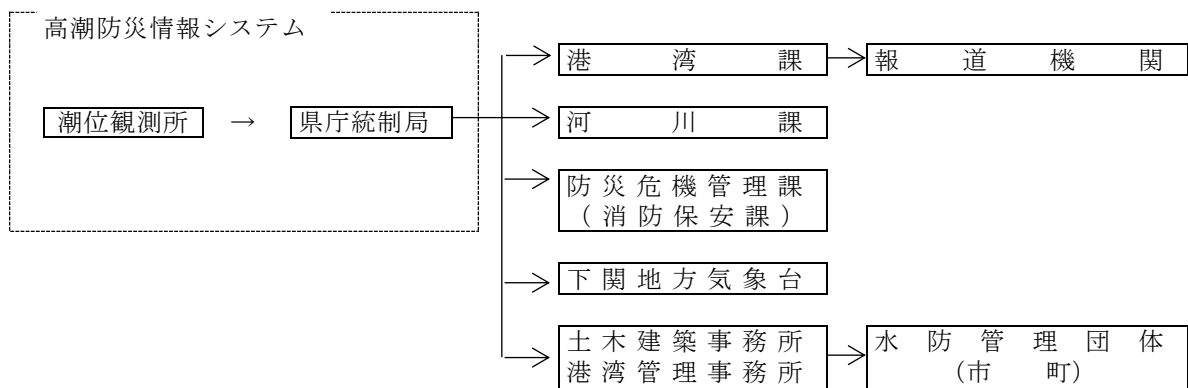 高潮防災情報システム
潮位観測所 → 県庁統制局
港湾課
報道機関
河川課
防災危機管理課
(消防保安課)
下関地方気象台
土木建築事務所
港湾管理事務所
水防管理団体
(市町)